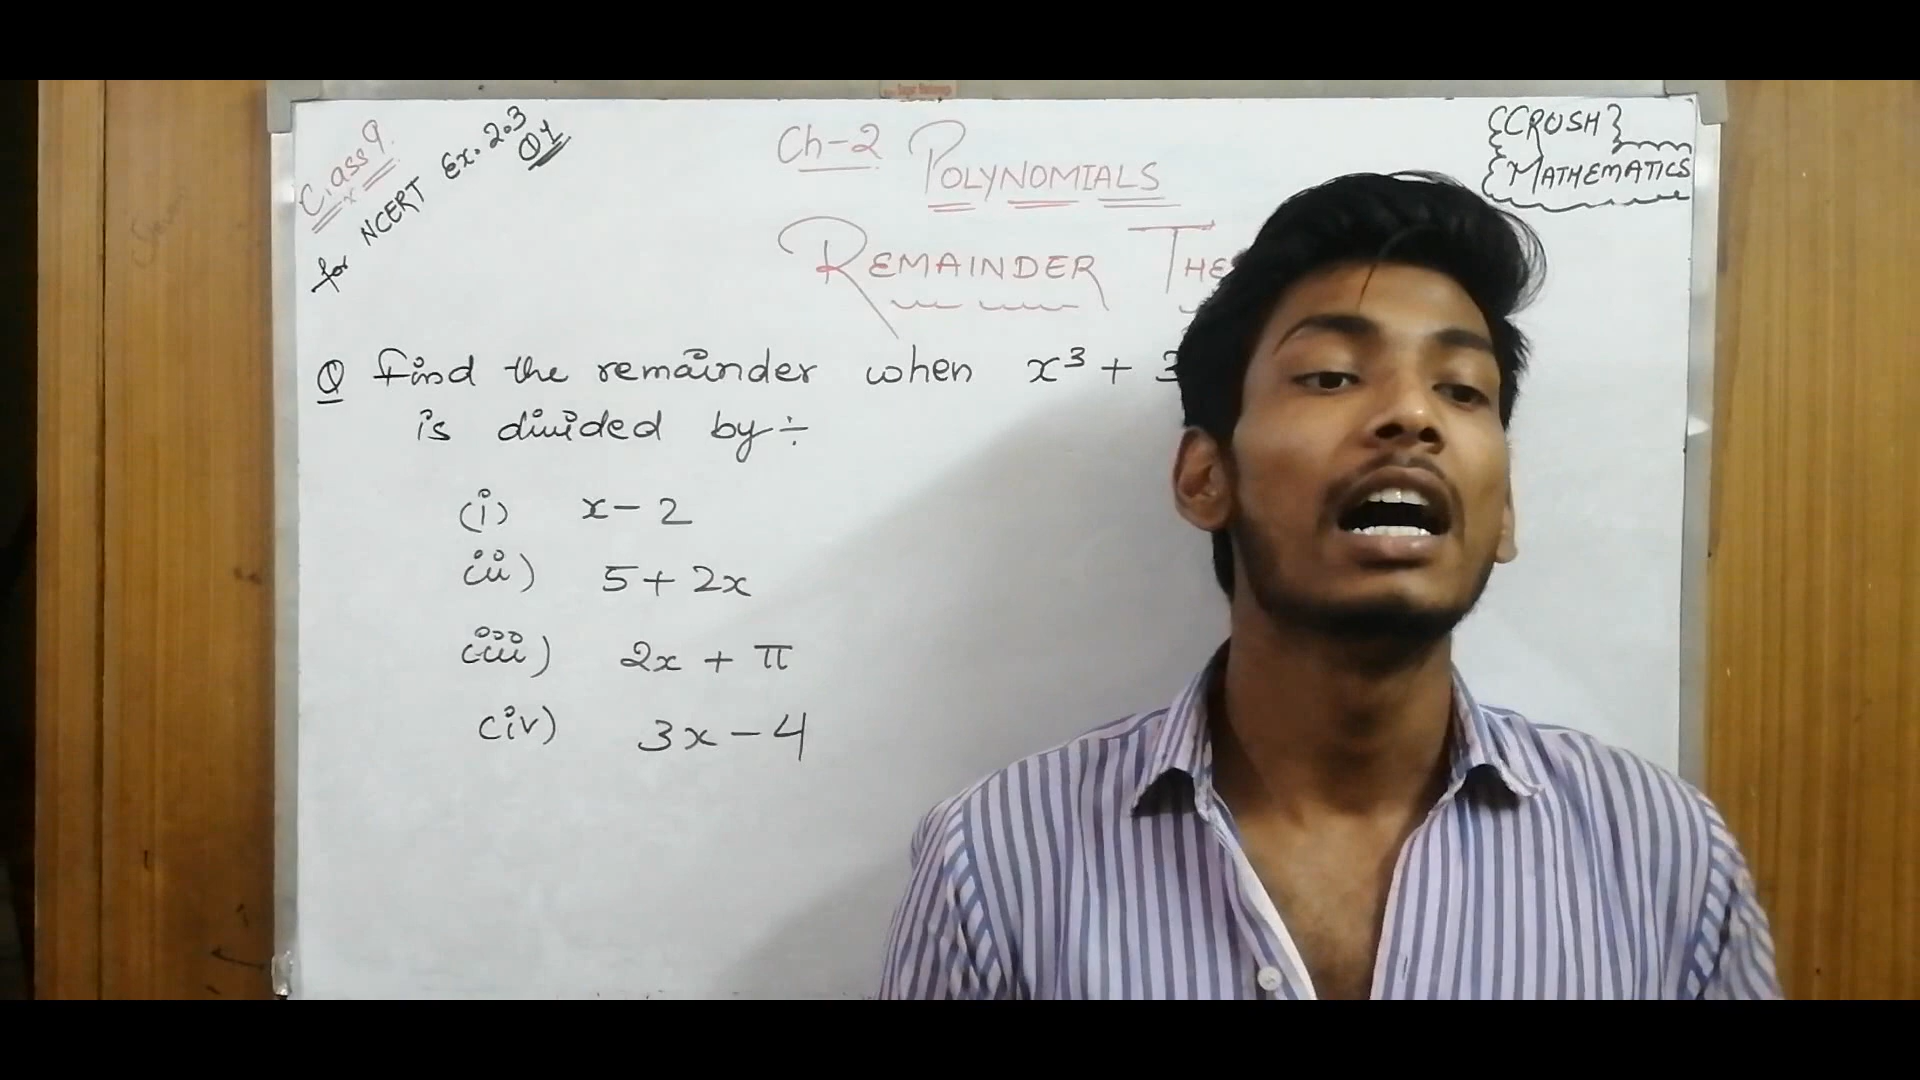 Class 9
for NCERT Ex. 2.3
Q1
Ch-2 POLYNOMIALS
{CRUSH}
{MATHEMATICS
REMAINDER THE
Q Find the remainder when x³ + 3
is divided by ÷
(i) x - 2
(ii) 5 + 2x
(iii) 2x + π
(iv) 3x - 4